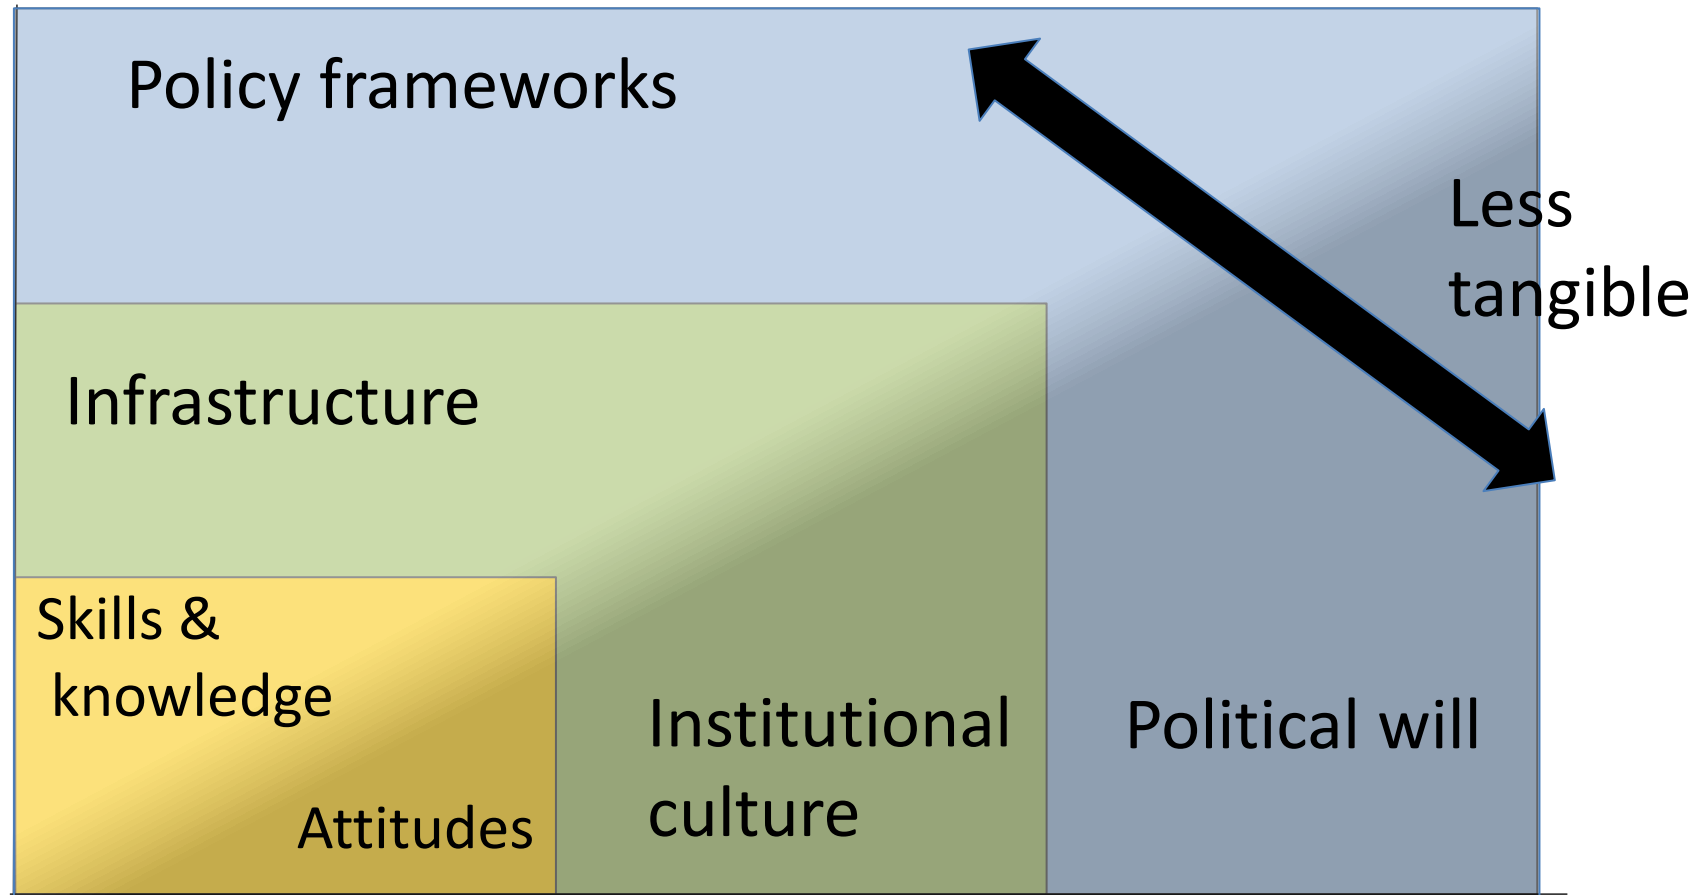 Policy frameworks
Less
tangible
Infrastructure
Skills &
knowledge
Attitudes
Institutional
culture
Political will